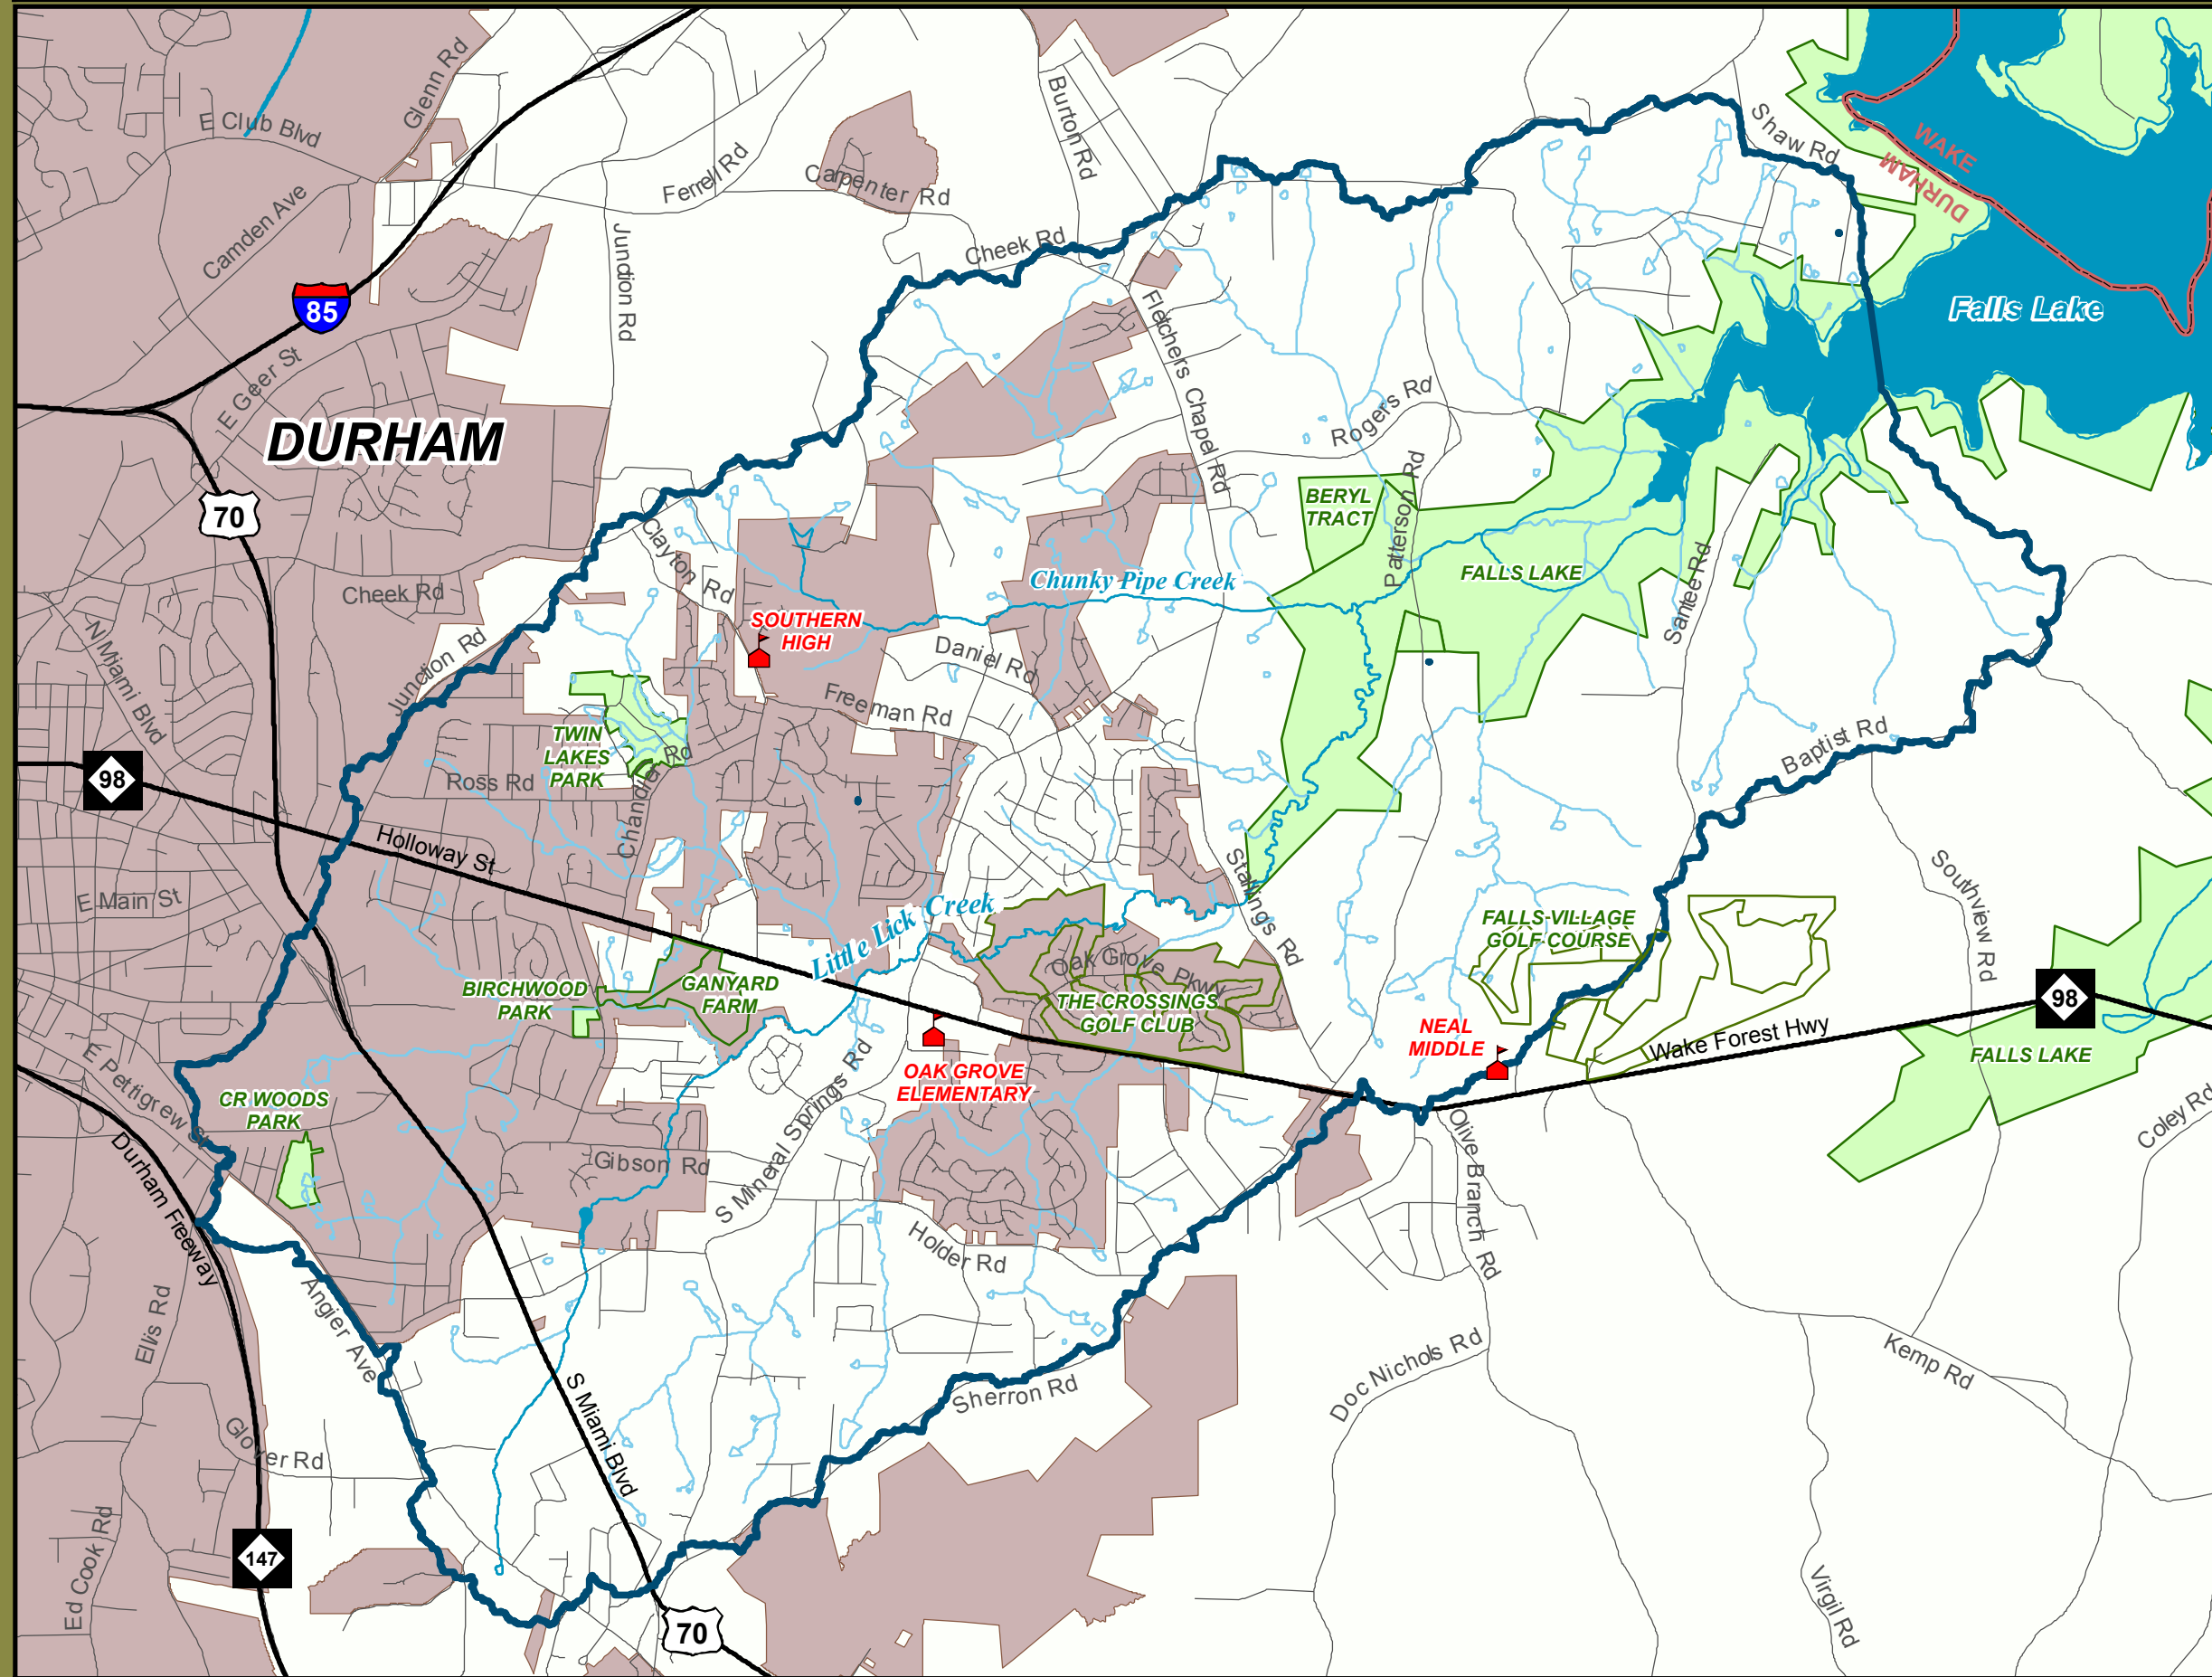 Glenn Rd
E Club Blvd
Burton Rd
Shaw Rd
WAKE
DURHAM
Ferrell Rd
Carpenter Rd
Camden Ave
Junction Rd
Cheek Rd
85
Falls Lake
Fletchers Chapel Rd
E Geer St
DURHAM
Rogers Rd
70
BERYL
TRACT
Patterson Rd
Clayton Rd
Cheek Rd
Chunky Pipe Creek
FALLS LAKE
Santee Rd
SOUTHERN
HIGH
N Miami Blvd
Junction Rd
Daniel Rd
Freeman Rd
TWIN
LAKES
PARK
Baptist Rd
98
Ross Rd
Chandler Rd
Holloway St
Stallings Rd
Southview Rd
E Main St
Little Lick Creek
FALLS VILLAGE
GOLF COURSE
Oak Grove Pkwy
BIRCHWOOD
PARK
GANYARD
FARM
THE CROSSINGS
GOLF CLUB
98
NEAL
MIDDLE
Wake Forest Hwy
FALLS LAKE
E Pettigrew St
CR WOODS
PARK
OAK GROVE
ELEMENTARY
S Mineral Springs Rd
Olive Branch Rd
Coley Rd
Durham Freeway
Gibson Rd
Holder Rd
Angier Ave
Ellis Rd
Doc Nichols Rd
Kemp Rd
Sherron Rd
S Miami Blvd
Glover Rd
Ed Cook Rd
147
Virgil Rd
70